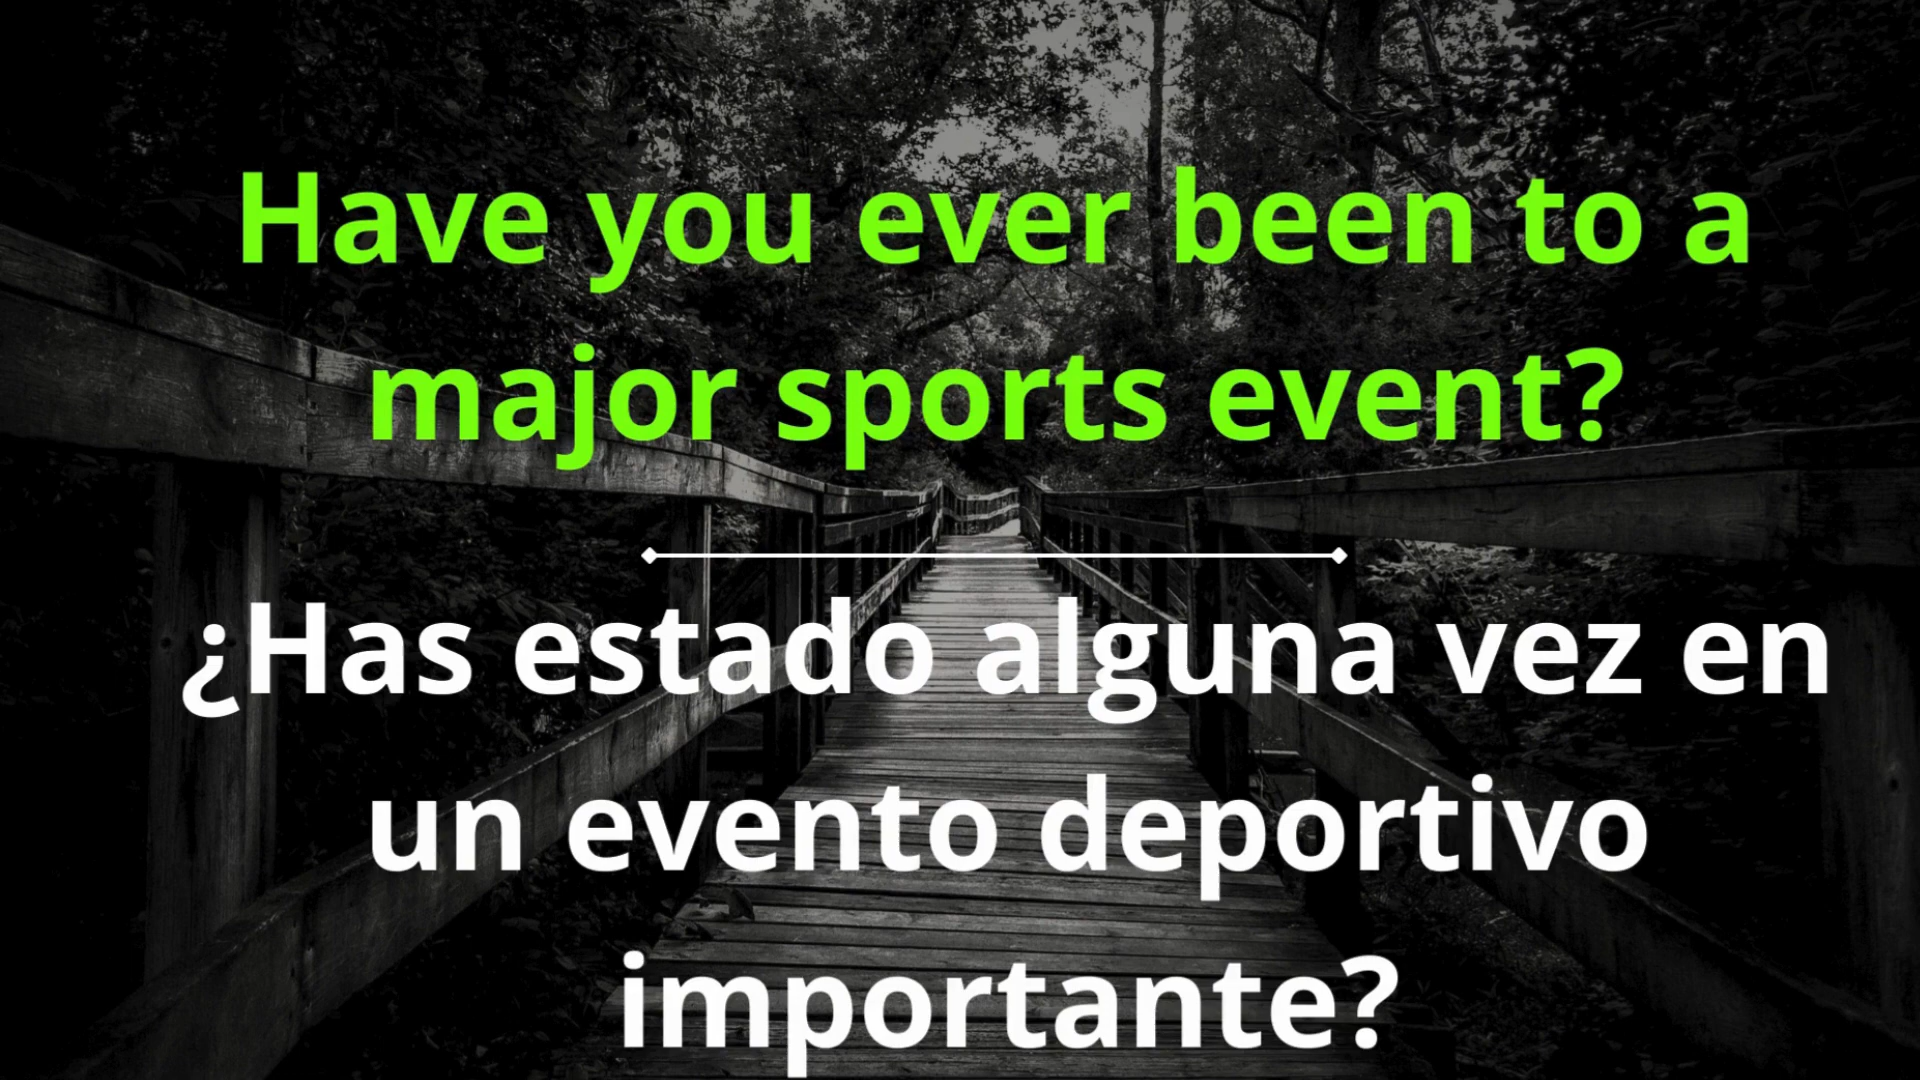 Have you ever been to a
major sports event?
¿Has estado alguna vez en
un evento deportivo
importante?